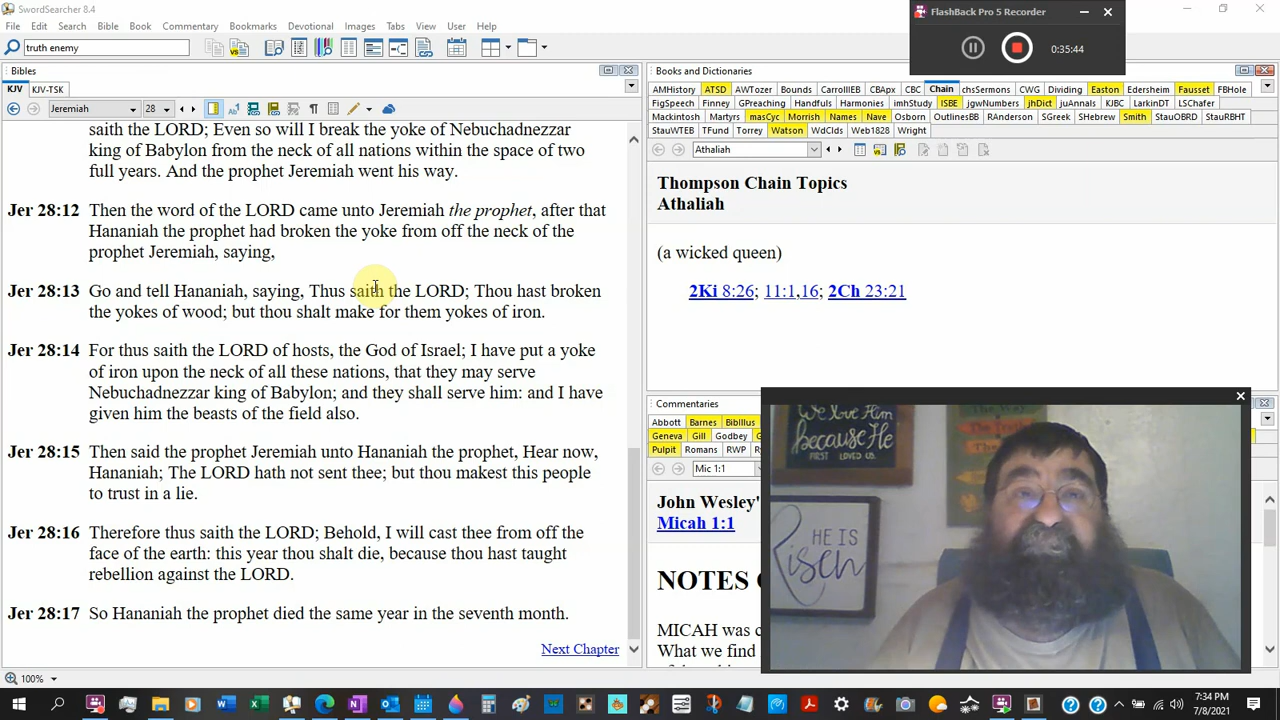 SwordSearcher 8.4
File Edit Search Bible Book Commentary Bookmarks Devotional Images Tabs View User Help
truth enemy
FlashBack Pro 5 Recorder
0:35:44
Bibles
KJV KJV-TSK
Jeremiah 28
saith the LORD; Even so will I break the yoke of Nebuchadnezzar
king of Babylon from the neck of all nations within the space of two
full years. And the prophet Jeremiah went his way.
Jer 28:12 Then the word of the LORD came unto Jeremiah the prophet, after that
Hananiah the prophet had broken the yoke from off the neck of the
prophet Jeremiah, saying,
Jer 28:13 Go and tell Hananiah, saying, Thus saith the LORD; Thou hast broken
the yokes of wood; but thou shalt make for them yokes of iron.
Jer 28:14 For thus saith the LORD of hosts, the God of Israel; I have put a yoke
of iron upon the neck of all these nations, that they may serve
Nebuchadnezzar king of Babylon; and they shall serve him: and I have
given him the beasts of the field also.
Jer 28:15 Then said the prophet Jeremiah unto Hananiah the prophet, Hear now,
Hananiah; The LORD hath not sent thee; but thou makest this people
to trust in a lie.
Jer 28:16 Therefore thus saith the LORD; Behold, I will cast thee from off the
face of the earth: this year thou shalt die, because thou hast taught
rebellion against the LORD.
Jer 28:17 So Hananiah the prophet died the same year in the seventh month.
Next Chapter
100%
Books and Dictionaries
AMHistory ATSD AWTozer Bounds CarrollIEB CBApx CBC Chain chsSermons CWG Dividing Easton Edersheim Fausset FBHole
FigSpeech Finney GPreaching Handfuls Harmonies imhStudy ISBE jgwNumbers jhDict juAnnals KJBC LarkinDT LSChafer
Mackintosh Martyrs masCyc Morrish Names Nave Osborn OutlinesBB RAnderson SGreek SHebrew Smith StauOBRD StauRBHT
StauWTEB TFund Torrey Watson WdClds Web1828 Wright
Athaliah
Thompson Chain Topics
Athaliah
(a wicked queen)
2Ki 8:26; 11:1,16; 2Ch 23:21
Commentaries
Abbott Barnes BibIllus
Geneva Gill Godbey
Pulpit Romans RWP
Mic 1:1
John Wesley'
Micah 1:1
NOTES
MICAH was
What we find
We love Him
because He
FIRST LOVED US.
The Way
The Truth
HE IS
Risen
7:34 PM
7/8/2021